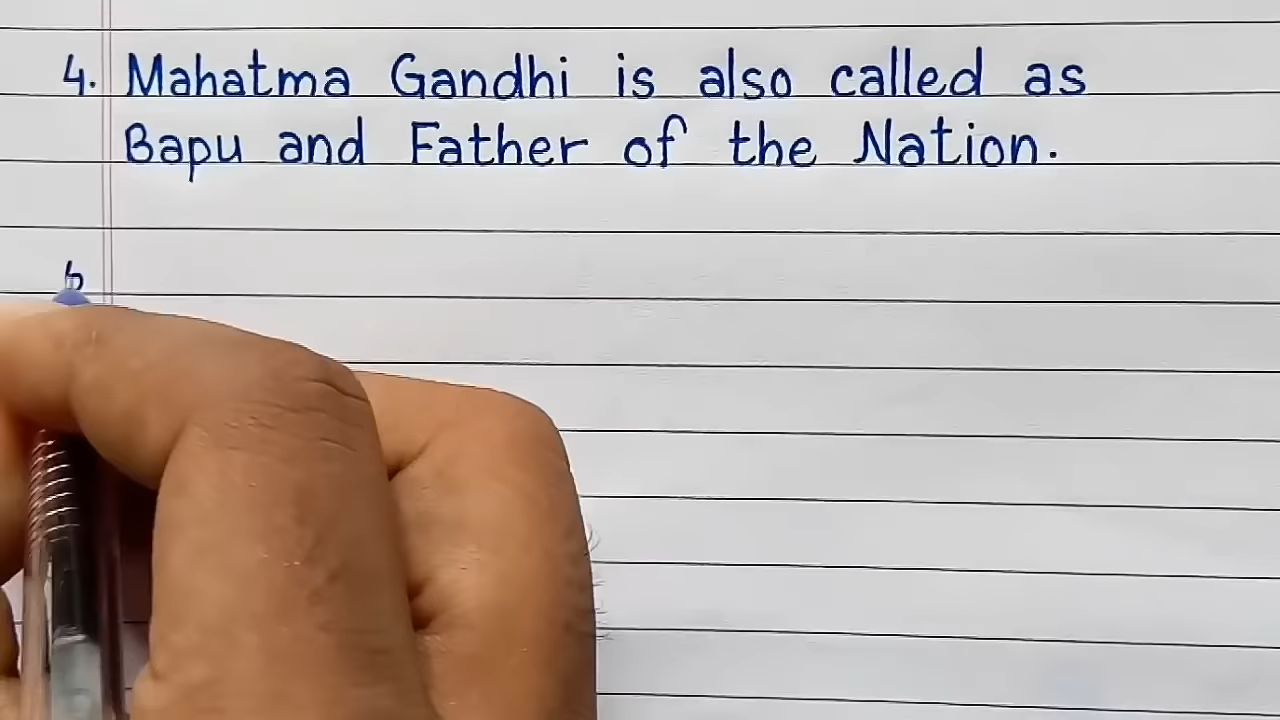 4. Mahatma Gandhi is also called as
Bapu and Father of the Nation.